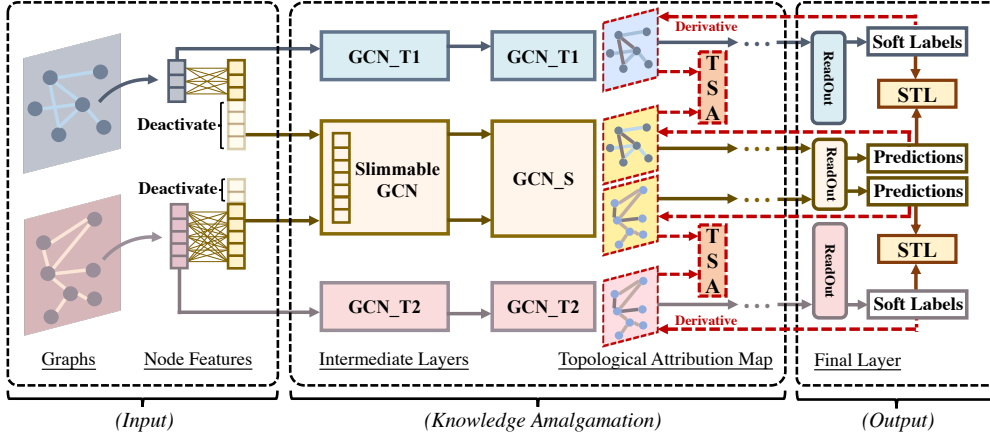 Derivative
GCN_T1
GCN_T1
T
S
A
ReadOut
Soft Labels
STL
Deactivate
Slimmable
GCN
GCN_S
ReadOut
Predictions
Predictions
Deactivate
T
S
A
STL
GCN_T2
GCN_T2
ReadOut
Soft Labels
Derivative
Graphs
Node Features
Intermediate Layers
Topological Attribution Map
Final Layer
(Input)
(Knowledge Amalgamation)
(Output)